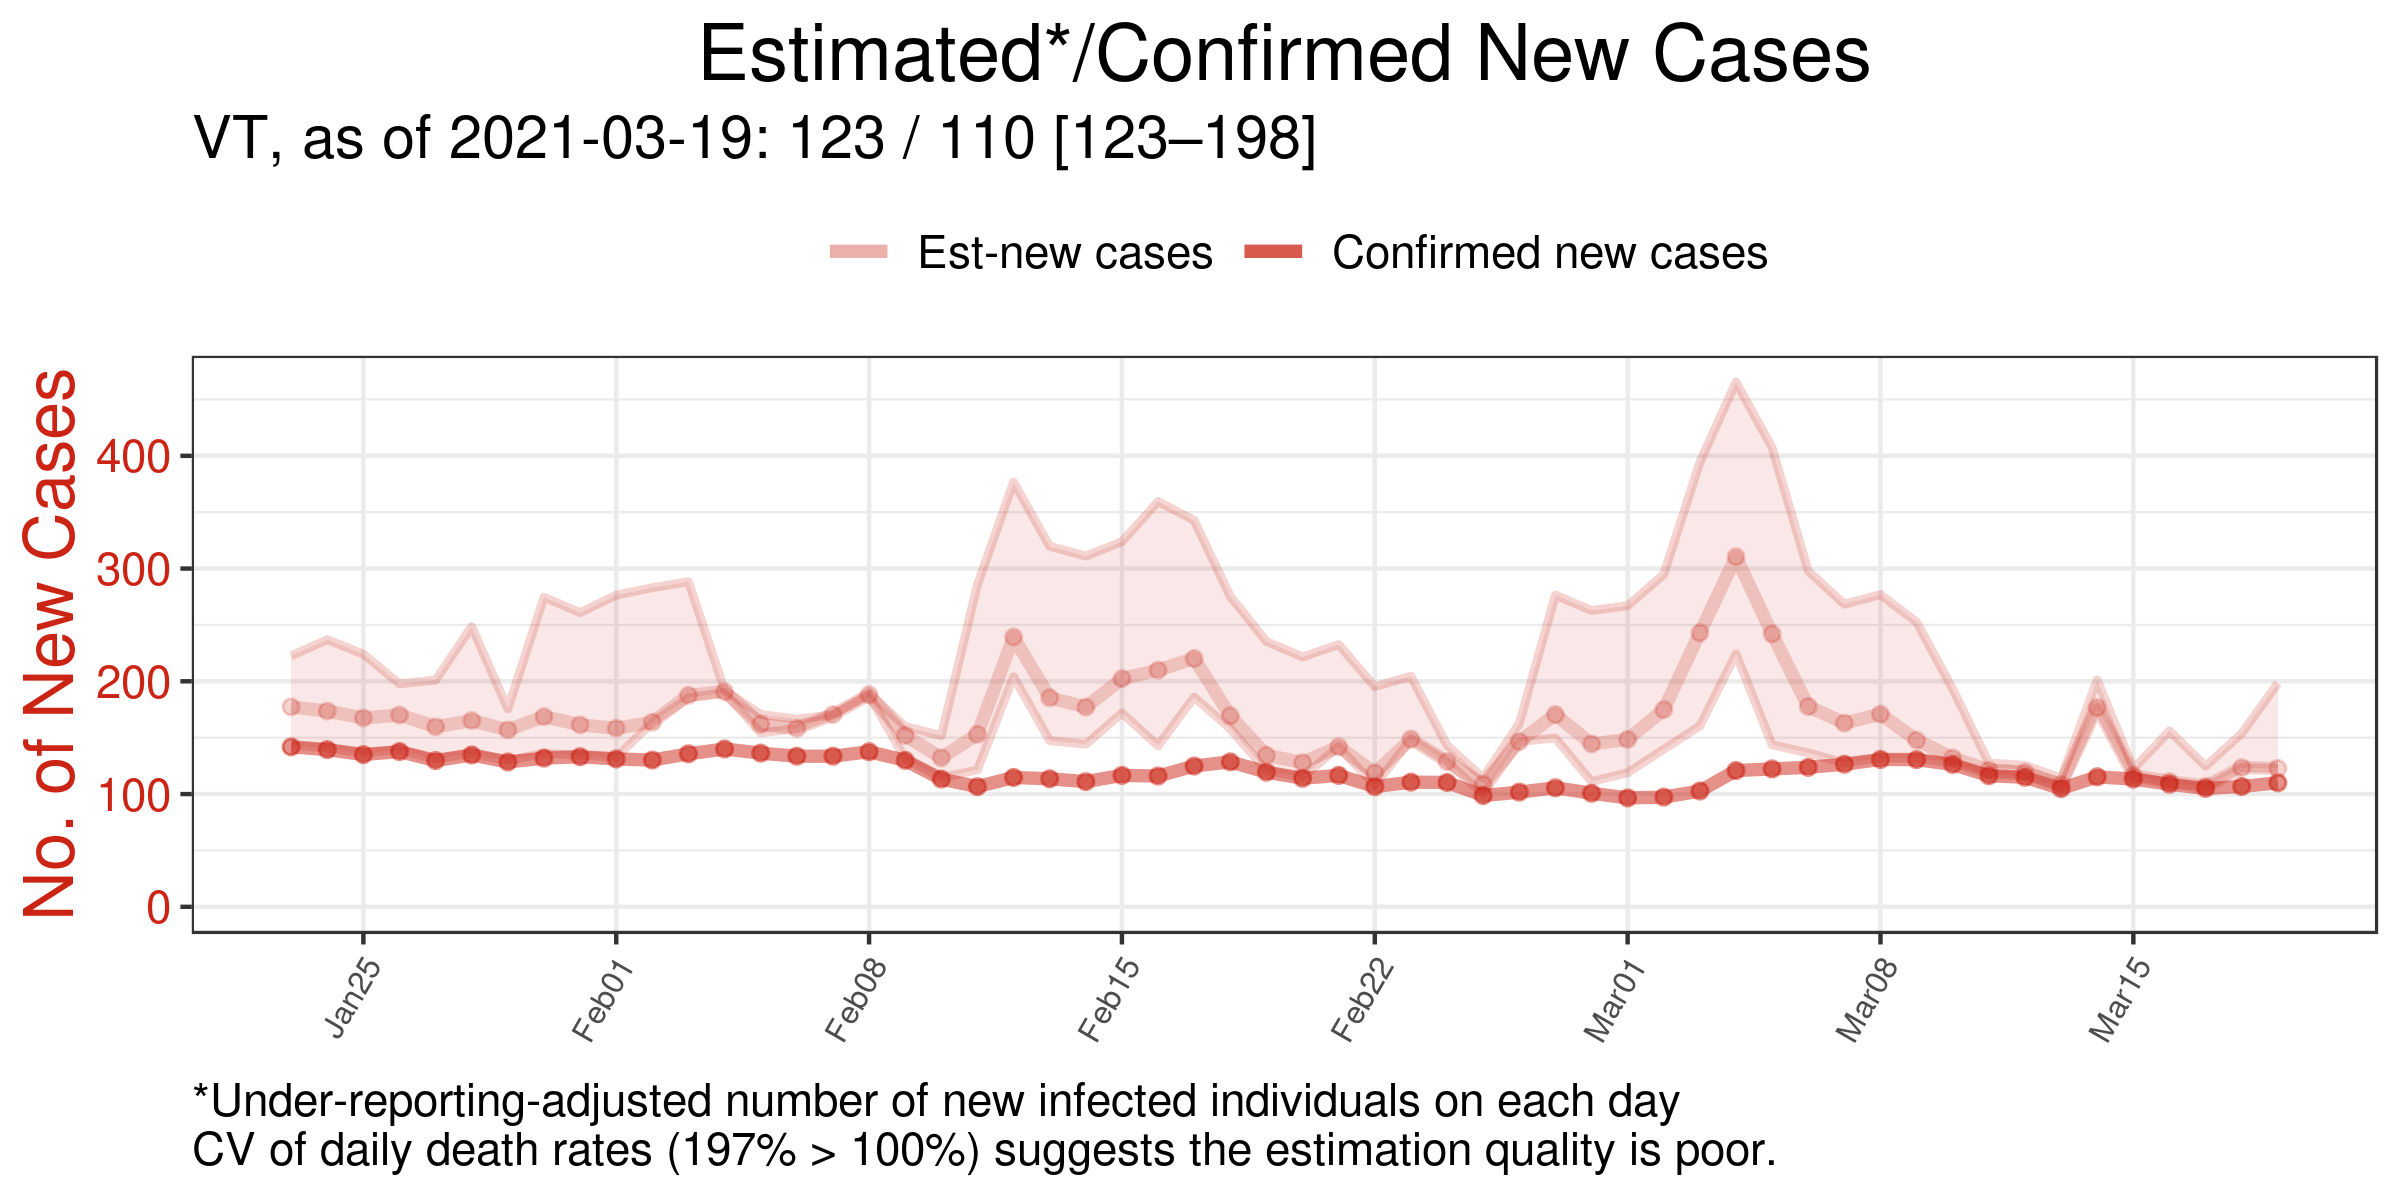 Estimated*/Confirmed New Cases
VT, as of 2021-03-19: 123 / 110 [123–198]
Est-new cases
Confirmed new cases
No. of New Cases
400
300
200
100
0
Jan25
Feb01
Feb08
Feb15
Feb22
Mar01
Mar08
Mar15
*Under-reporting-adjusted number of new infected individuals on each day
CV of daily death rates (197% > 100%) suggests the estimation quality is poor.